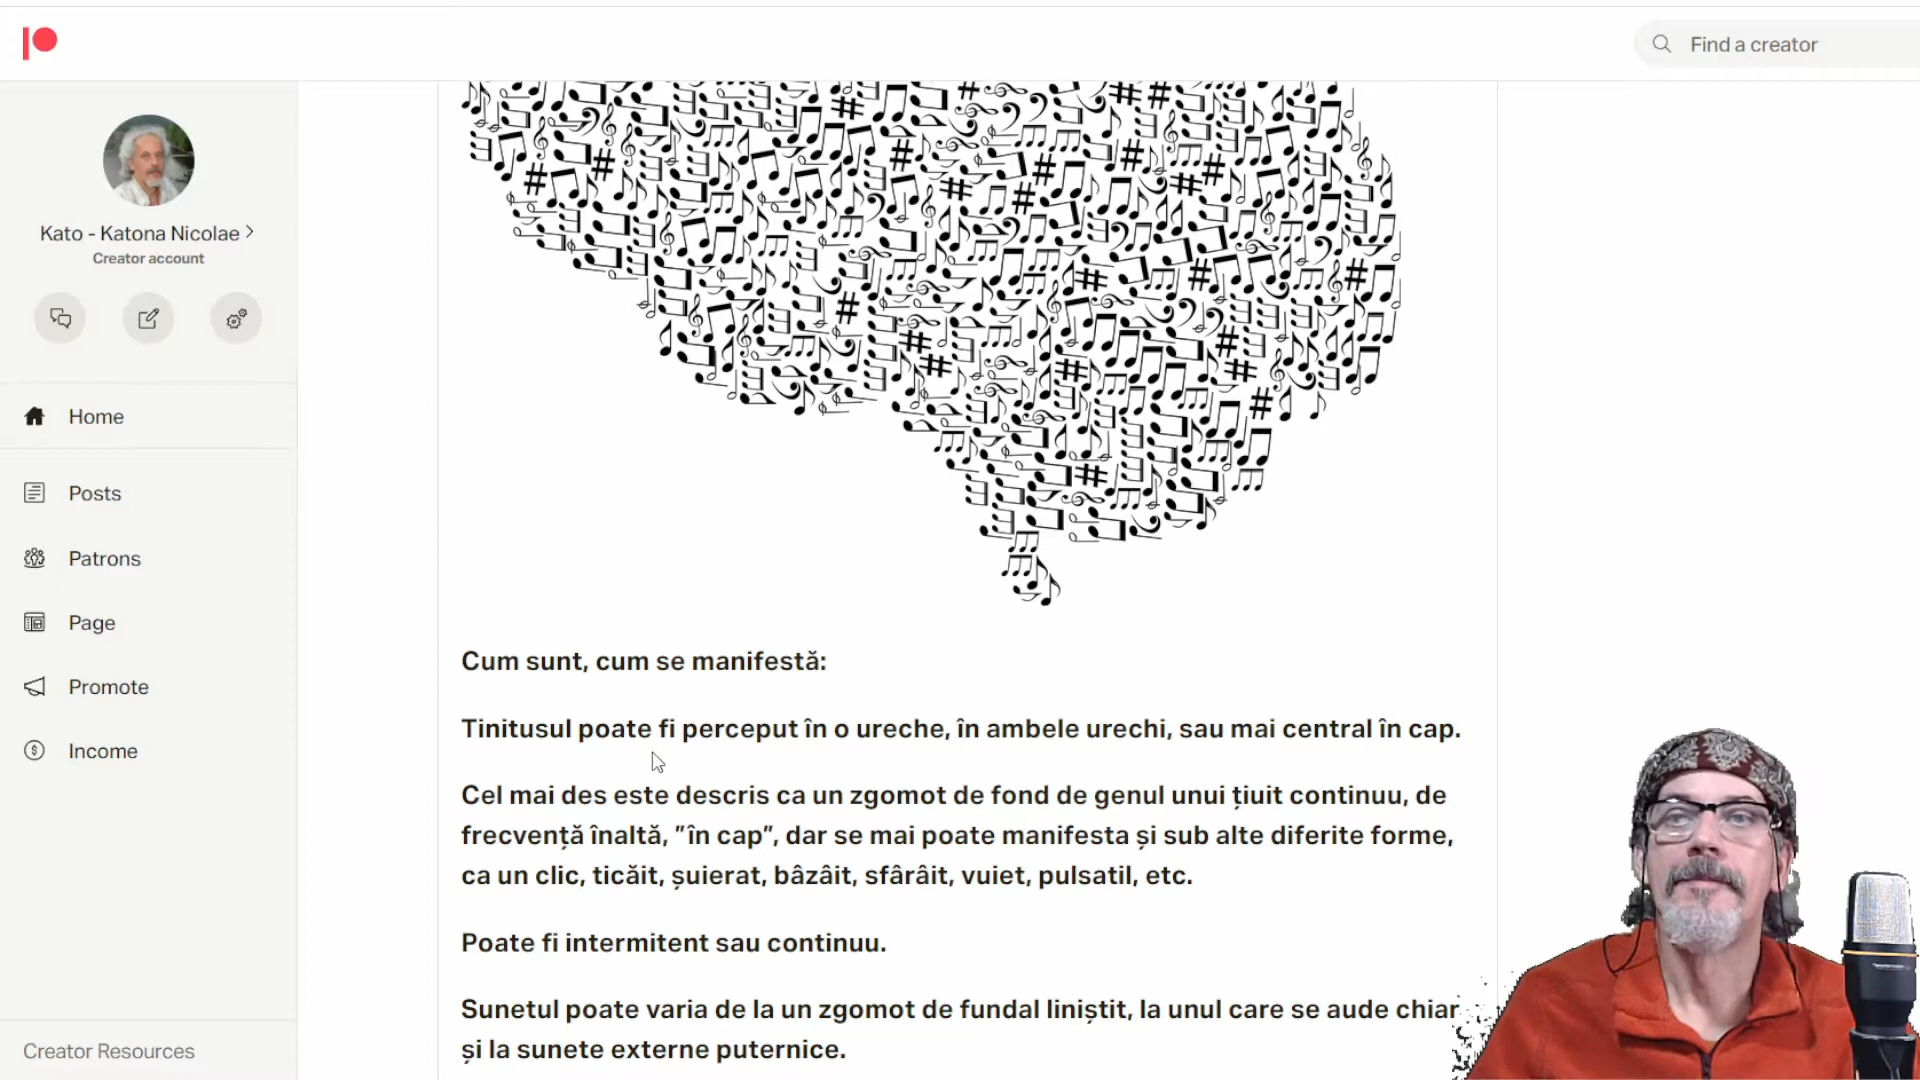 Find a creator
Kato - Katona Nicolae
Creator account
Home
Posts
Patrons
Page
Promote
Income
Creator Resources
Cum sunt, cum se manifestă:
Tinitusul poate fi perceput în o ureche, în ambele urechi, sau mai central în cap.
Cel mai des este descris ca un zgomot de fond de genul unui țiuit continuu, de
frecvență înaltă, ″în cap″, dar se mai poate manifesta și sub alte diferite forme,
ca un clic, ticăit, șuierat, bâzâit, sfârâit, vuiet, pulsatil, etc.
Poate fi intermitent sau continuu.
Sunetul poate varia de la un zgomot de fundal liniștit, la unul care se aude chiar
și la sunete externe puternice.